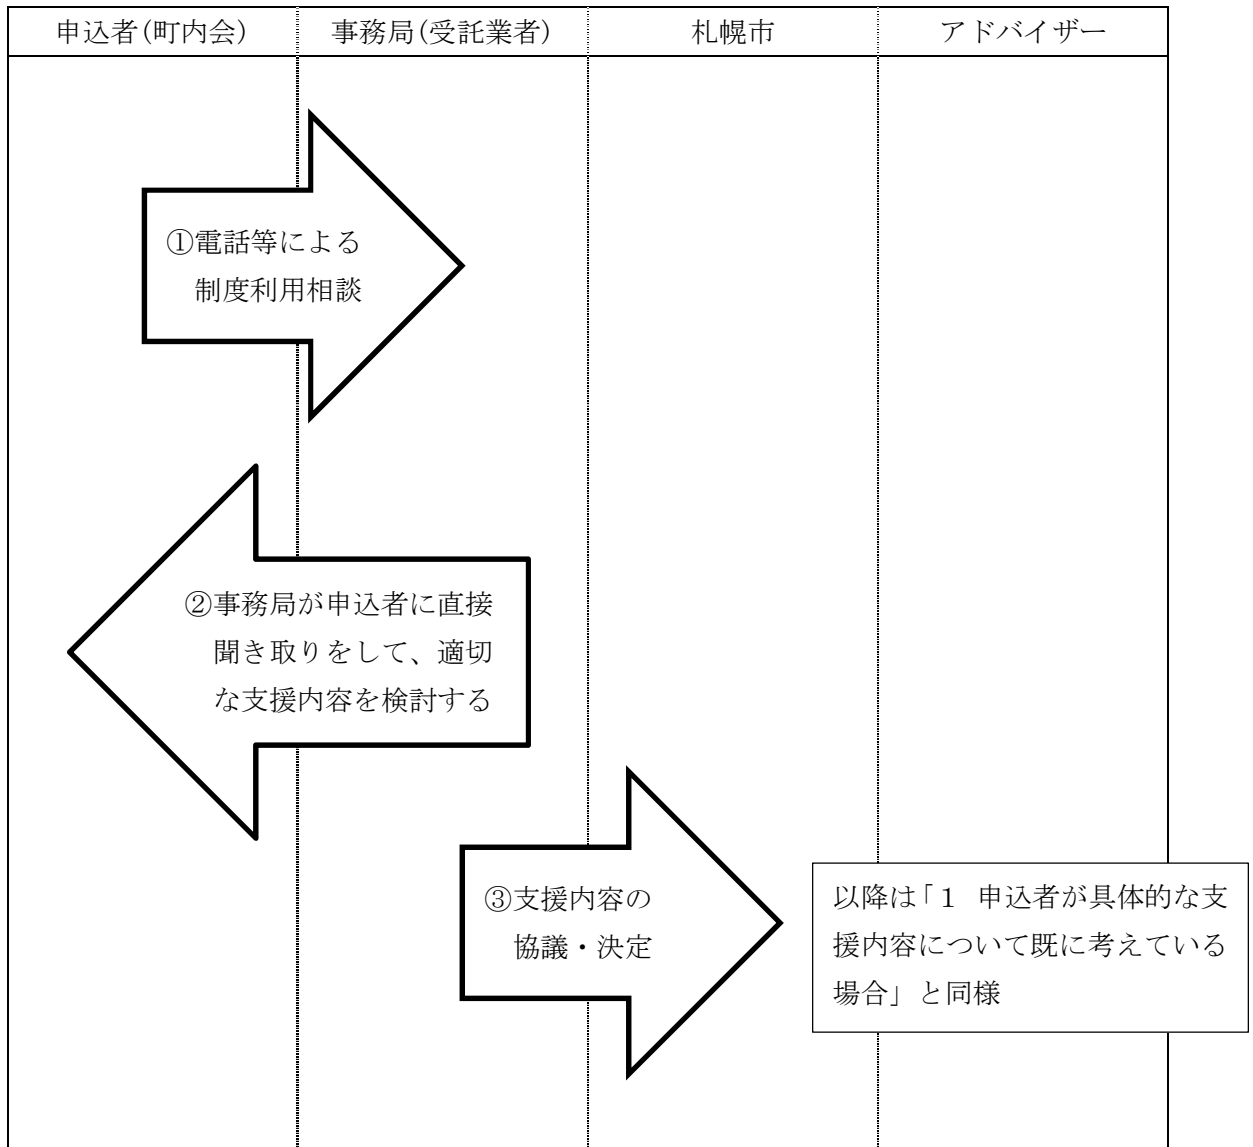 申込者(町内会)
事務局(受託業者)
札幌市
アドバイザー
①電話等による
制度利用相談
②事務局が申込者に直接
聞き取りをして、適切
な支援内容を検討する
③支援内容の
協議・決定
以降は「1 申込者が具体的な支
援内容について既に考えている
場合」と同様